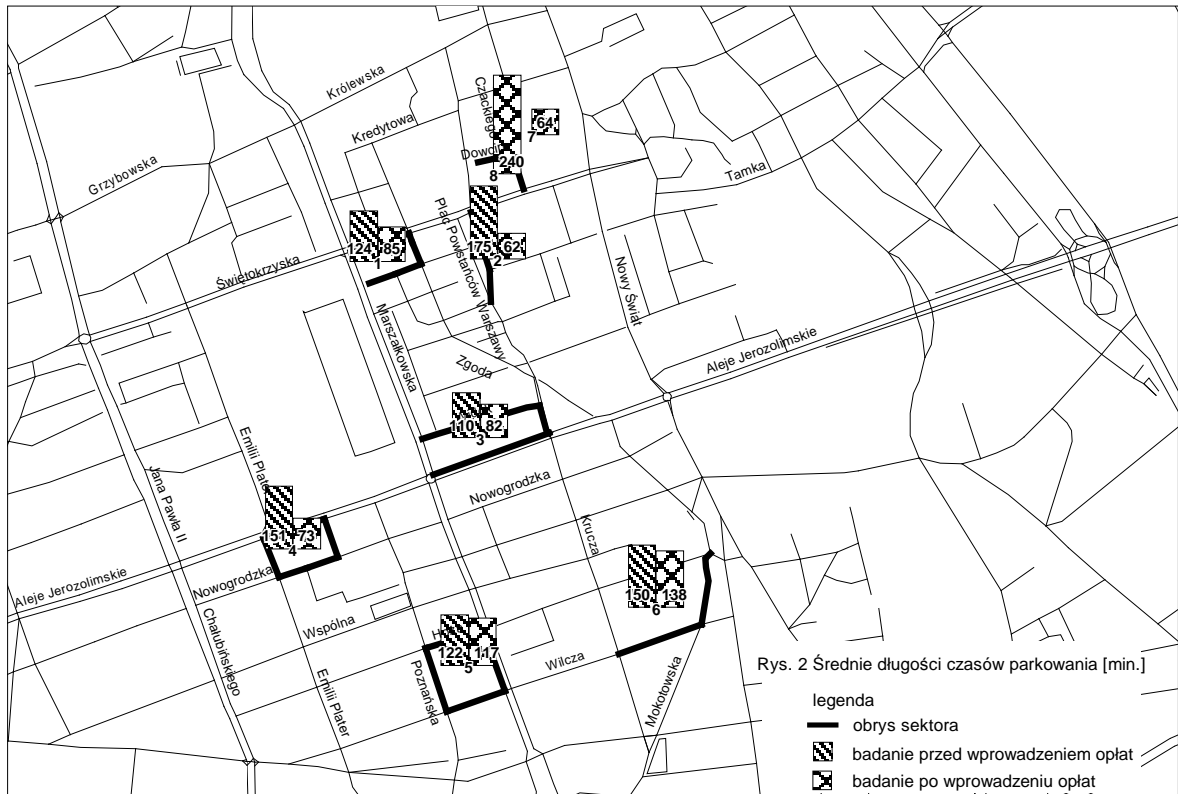 Królewska
Czackiego
Kredytowa
64
7
Grzybowska
240
8
Tamka
Plac Powstańców Warszawy
124 85
1
175 62
2
Świętokrzyska
Nowy Świat
Marszałkowska
Aleje Jerozolimskie
Zgoda
110 82
3
Emilii Plater
Jana Pawła II
Nowogrodzka
151 73
4
Krucza
Aleje Jerozolimskie
Nowogrodzka
150 138
6
Chałubińskiego
Wspólna
122 117
5
Wilcza
Poznańska
Emilii Plater
Mokotowska
Rys. 2 Średnie długości czasów parkowania [min.]
legenda
obrys sektora
badanie przed wprowadzeniem opłat
badanie po wprowadzeniu opłat